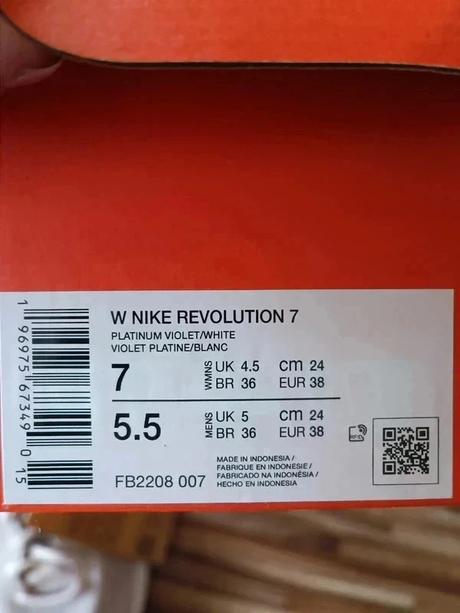 W NIKE REVOLUTION 7
PLATINUM VIOLET/WHITE
VIOLET PLATINE/BLANC
7 WMNS UK 4.5 cm 24
BR 36 EUR 38
5.5 MENS UK 5 cm 24
BR 36 EUR 38
MADE IN INDONESIA /
FABRIQUE EN INDONESIE /
FABRICADO NA INDONÉSIA /
HECHO EN INDONESIA
FB2208 007
1 96975 67349 0 15
RFID